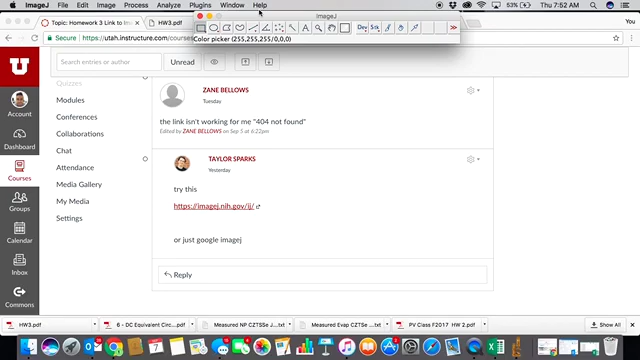 ImageJ File Edit Image Process Analyze Plugins Window Help
53% Thu 7:52 AM
Topic: Homework 3 Link to Im
HW3.pdf
You
ImageJ
Dev Stk
>>
Color picker (255,255,255/0,0,0)
Secure https://utah.instructure.com/courses
Search entries or author
Unread
Quizzes
Modules
Conferences
Collaborations
Chat
Attendance
Media Gallery
My Media
Settings
Account
Dashboard
Courses
Groups
Calendar
Inbox
Commons
ZANE BELLOWS
Tuesday
the link isn't working for me "404 not found"
Edited by ZANE BELLOWS on Sep 5 at 6:22pm
TAYLOR SPARKS
Yesterday
try this
https://imagej.nih.gov/ij/
or just google imagej
Reply
HW3.pdf
6 - DC Equivalent Circ....pdf
Measured NP CZTSSe J....txt
Measured Evap CZTSe ....txt
PV Class F2017 HW 2.pdf
Show All